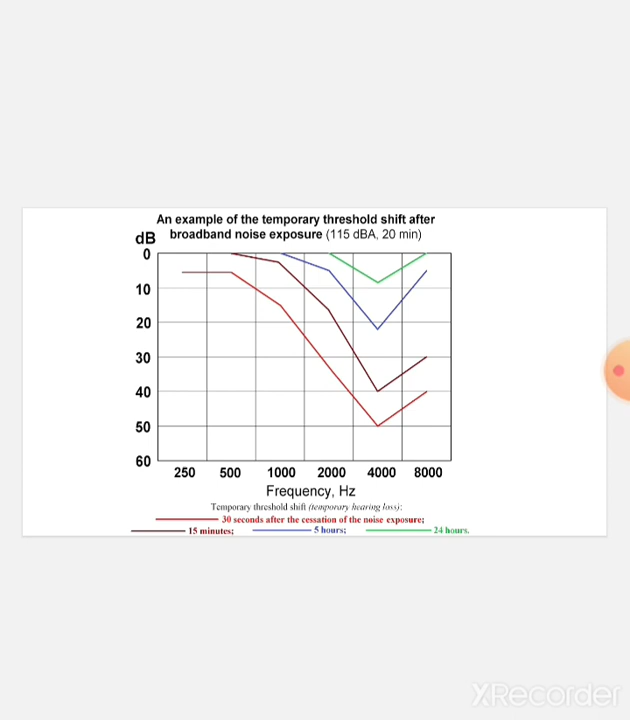 An example of the temporary threshold shift after
broadband noise exposure (115 dBA, 20 min)
dB
0
10
20
30
40
50
60
250 500 1000 2000 4000 8000
Frequency, Hz
Temporary threshold shift (temporary hearing loss):
30 seconds after the cessation of the noise exposure;
15 minutes; 5 hours; 24 hours.
XRecorder